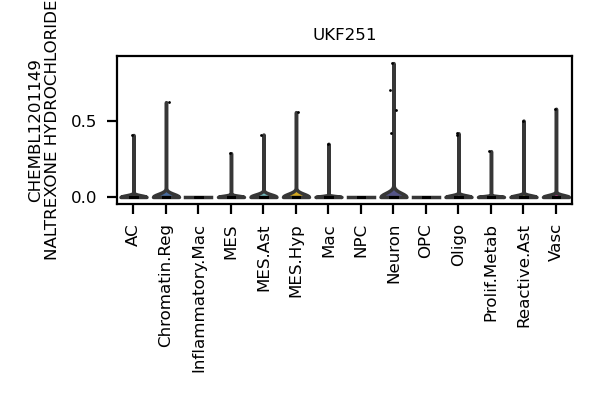 UKF251
CHEMBL1201149
NALTREXONE HYDROCHLORIDE
0.5
0.0
AC
Chromatin.Reg
Inflammatory.Mac
MES
MES.Ast
MES.Hyp
Mac
NPC
Neuron
OPC
Oligo
Prolif.Metab
Reactive.Ast
Vasc